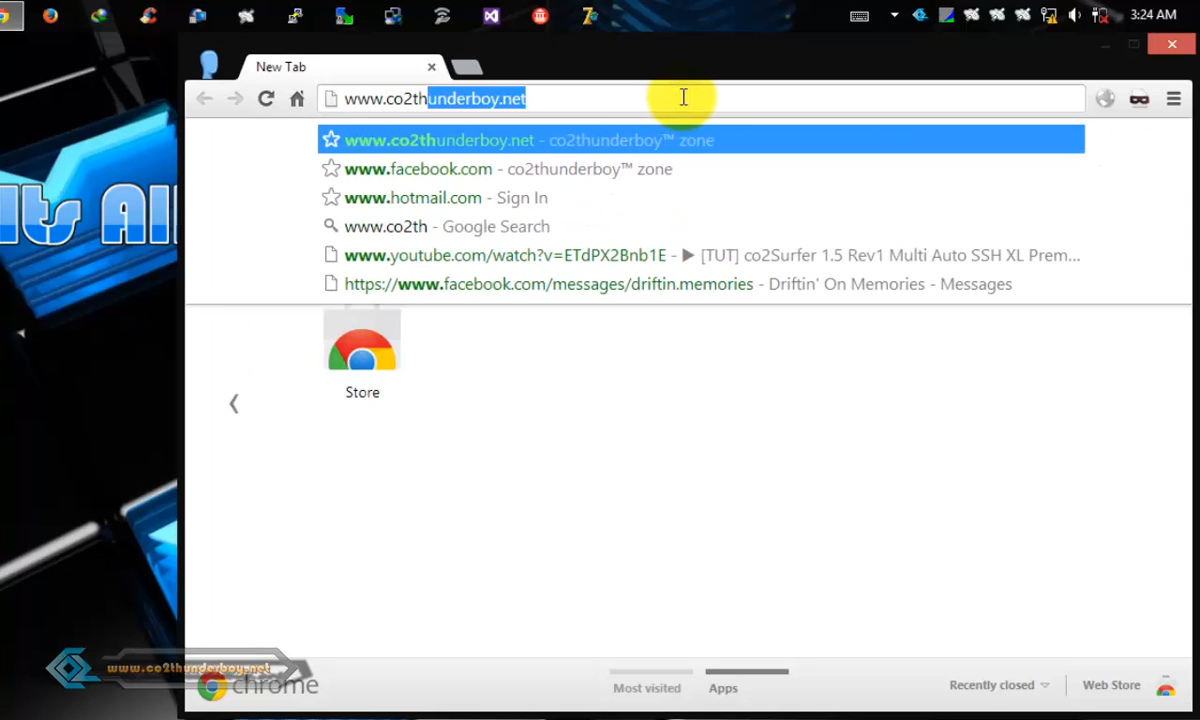 3:24 AM
New Tab
www.co2thunderboy.net
www.co2thunderboy.net - co2thunderboy™ zone
www.facebook.com - co2thunderboy™ zone
www.hotmail.com - Sign In
www.co2th - Google Search
www.youtube.com/watch?v=ETdPX2Bnb1E - ▶ [TUT] co2Surfer 1.5 Rev1 Multi Auto SSH XL Prem...
https://www.facebook.com/messages/driftin.memories - Driftin' On Memories - Messages
Store
www.co2thunderboy.net
chrome
Most visited
Apps
Recently closed
Web Store